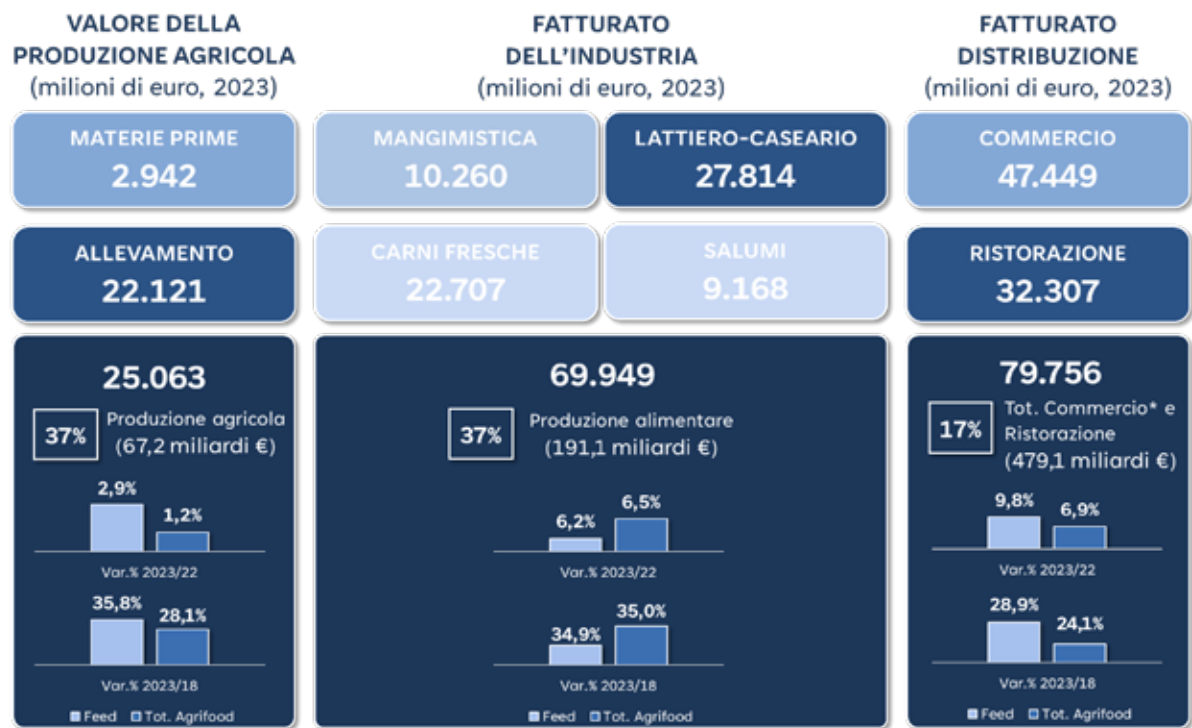 VALORE DELLA
PRODUZIONE AGRICOLA
(milioni di euro, 2023)
MATERIE PRIME
2.942
ALLEVAMENTO
22.121
25.063
37%
Produzione agricola
(67,2 miliardi €)
2,9%
1,2%
Var.% 2023/22
35,8%
28,1%
Var.% 2023/18
Feed Tot. Agrifood
FATTURATO
DELL'INDUSTRIA
(milioni di euro, 2023)
MANGIMISTICA
10.260
LATTIERO-CASEARIO
27.814
CARNI FRESCHE
22.707
SALUMI
9.168
69.949
37%
Produzione alimentare
(191,1 miliardi €)
6,2%
6,5%
Var.% 2023/22
34,9%
35,0%
Var.% 2023/18
Feed Tot. Agrifood
FATTURATO
DISTRIBUZIONE
(milioni di euro, 2023)
COMMERCIO
47.449
RISTORAZIONE
32.307
79.756
17%
Tot. Commercio* e
Ristorazione
(479,1 miliardi €)
9,8%
6,9%
Var.% 2023/22
28,9%
24,1%
Var.% 2023/18
Feed Tot. Agrifood